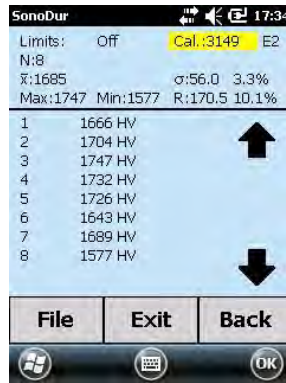 SonoDur 17:34
Limits: Off Cal.:3149 E2
N:8
x̄:1685 σ:56.0 3.3%
Max:1747 Min:1577 R:170.5 10.1%
1 1666 HV
2 1704 HV
3 1747 HV
4 1732 HV
5 1726 HV
6 1643 HV
7 1689 HV
8 1577 HV
File Exit Back
OK